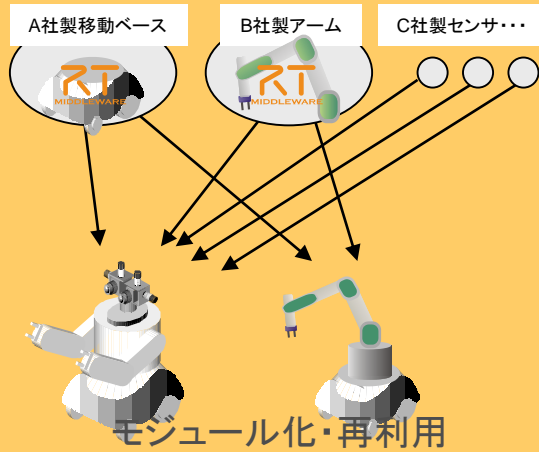 A社製移動ベース
B社製アーム
C社製センサ・・・
RT
MIDDLEWARE
RT
MIDDLEWARE
モジュール化・再利用